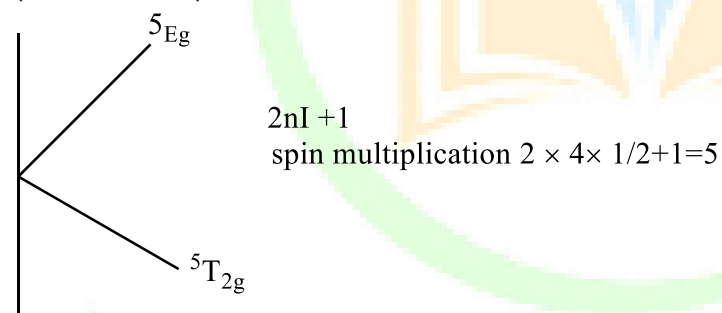 ⁵Eg
2nI +1
spin multiplication 2 × 4× 1/2+1=5
⁵T₂g